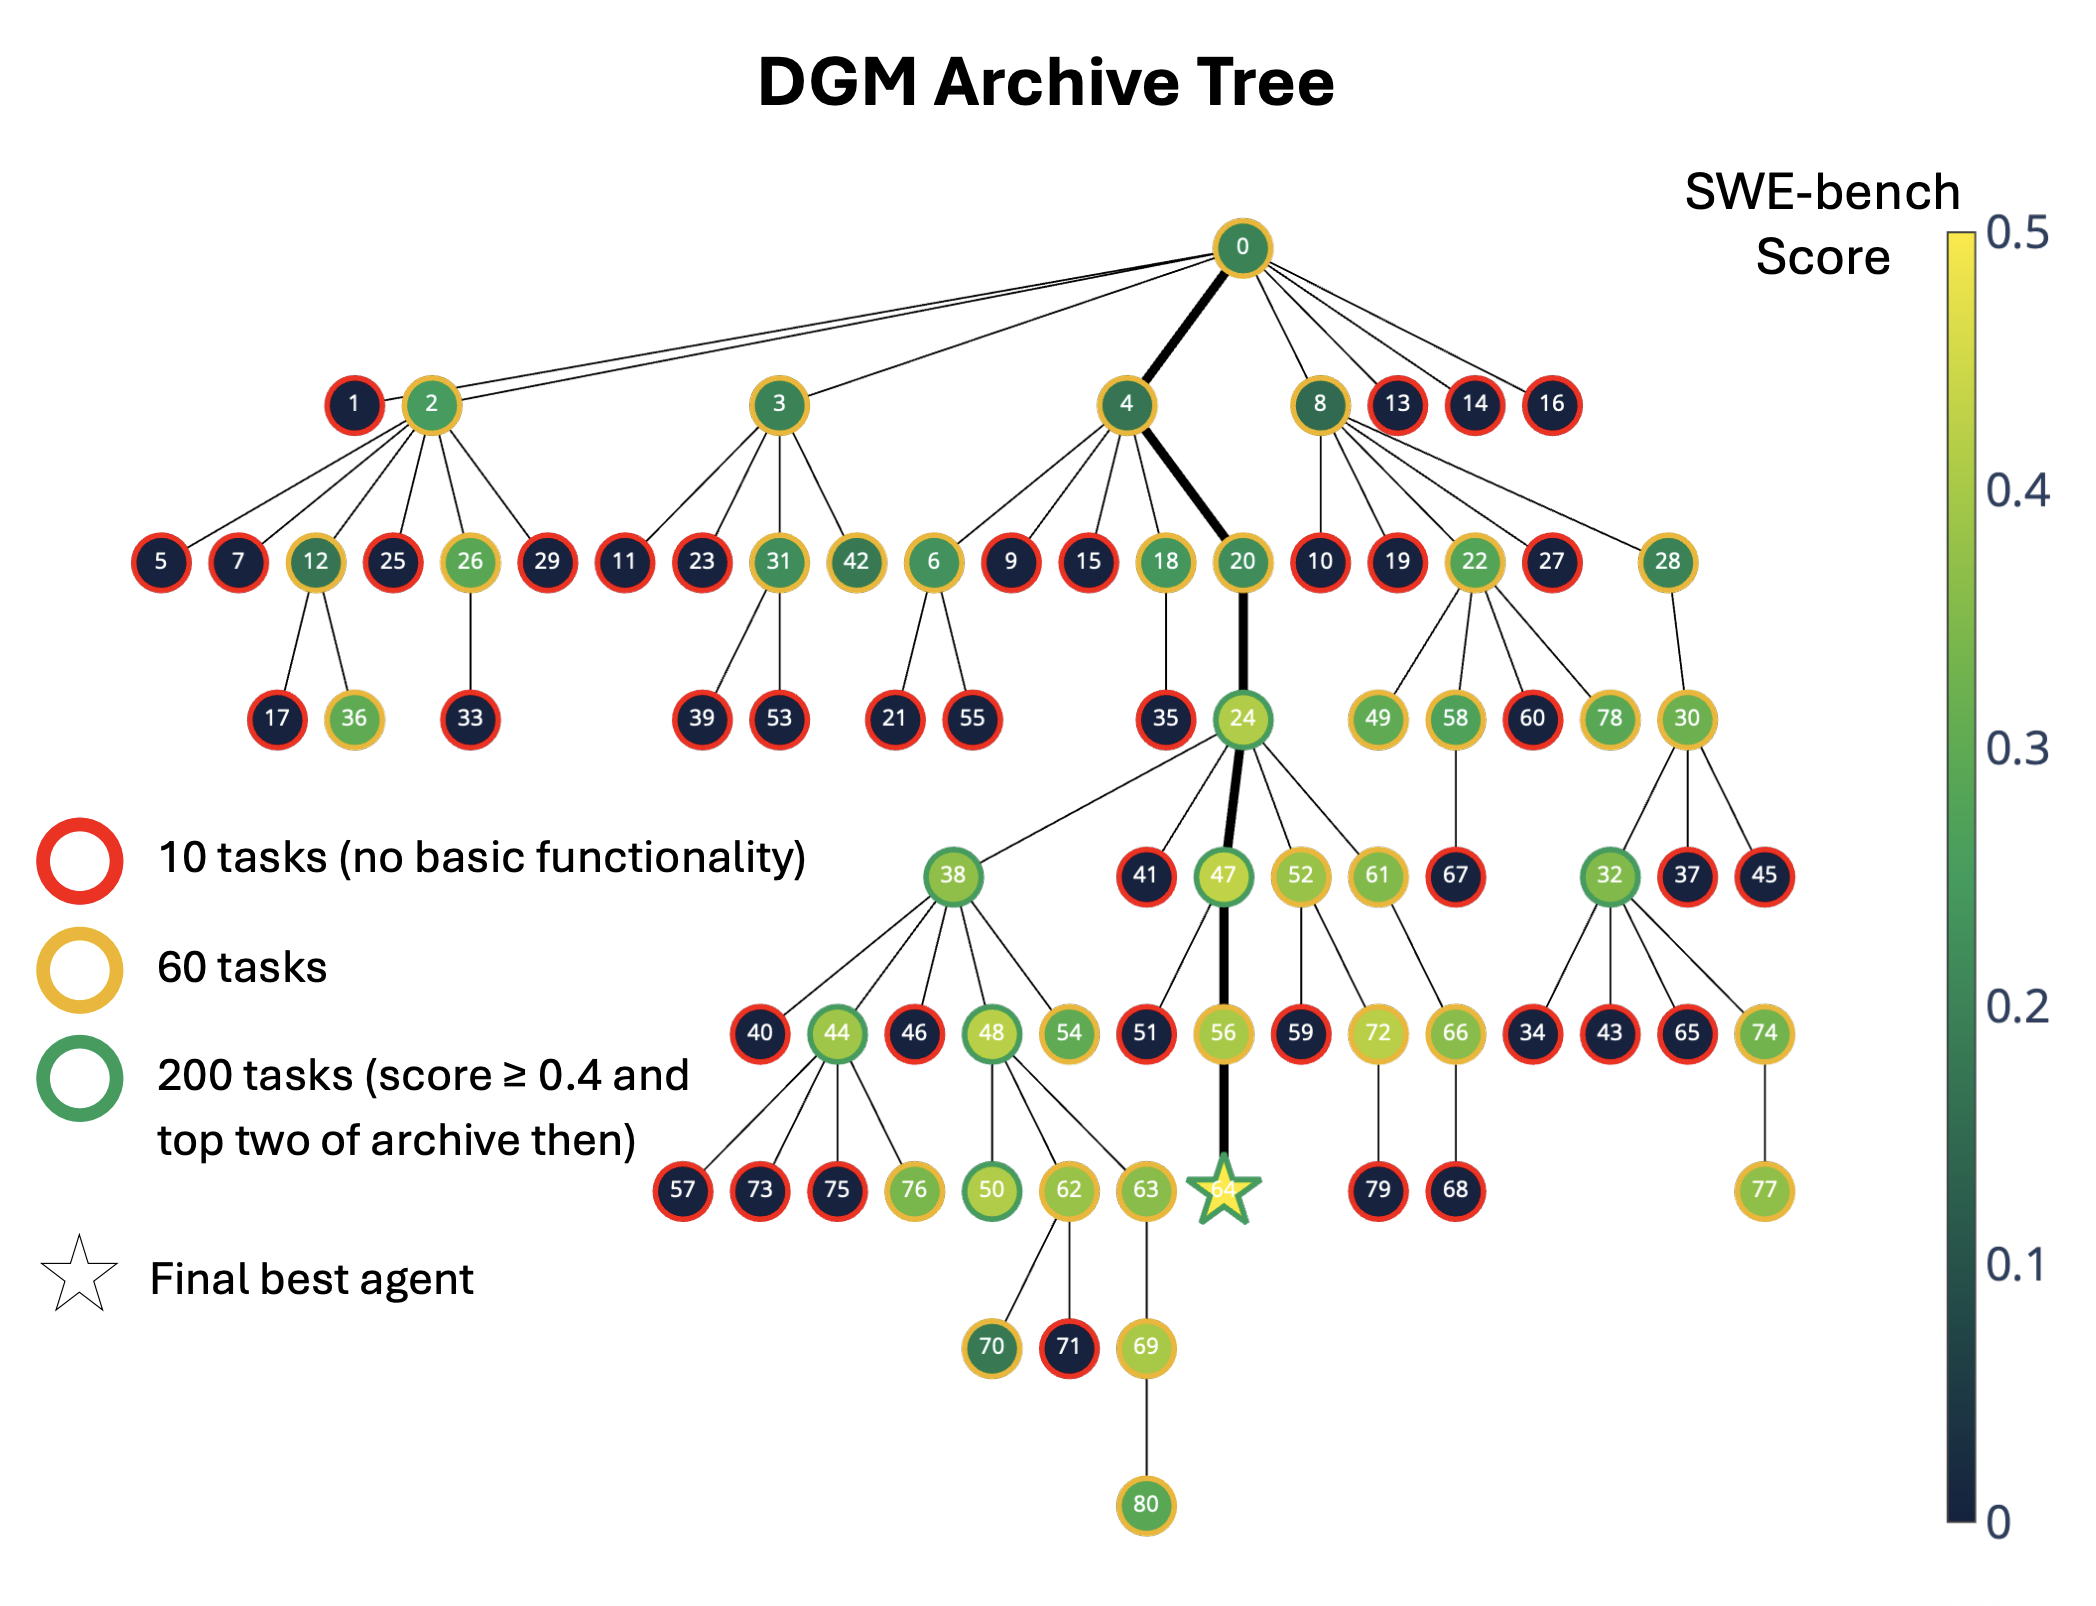 DGM Archive Tree
SWE-bench
Score
0.5
0.4
0.3
0.2
0.1
0
0
1 2 3 4 8 13 14 16
5 7 12 25 26 29 11 23 31 42 6 9 15 18 20 10 19 22 27 28
17 36 33 39 53 21 55 35 24 49 58 60 78 30
38 41 47 52 61 67 32 37 45
40 44 46 48 54 51 56 59 72 66 34 43 65 74
57 73 75 76 50 62 63 64 79 68 77
70 71 69
80
10 tasks (no basic functionality)
60 tasks
200 tasks (score ≥ 0.4 and
top two of archive then)
Final best agent